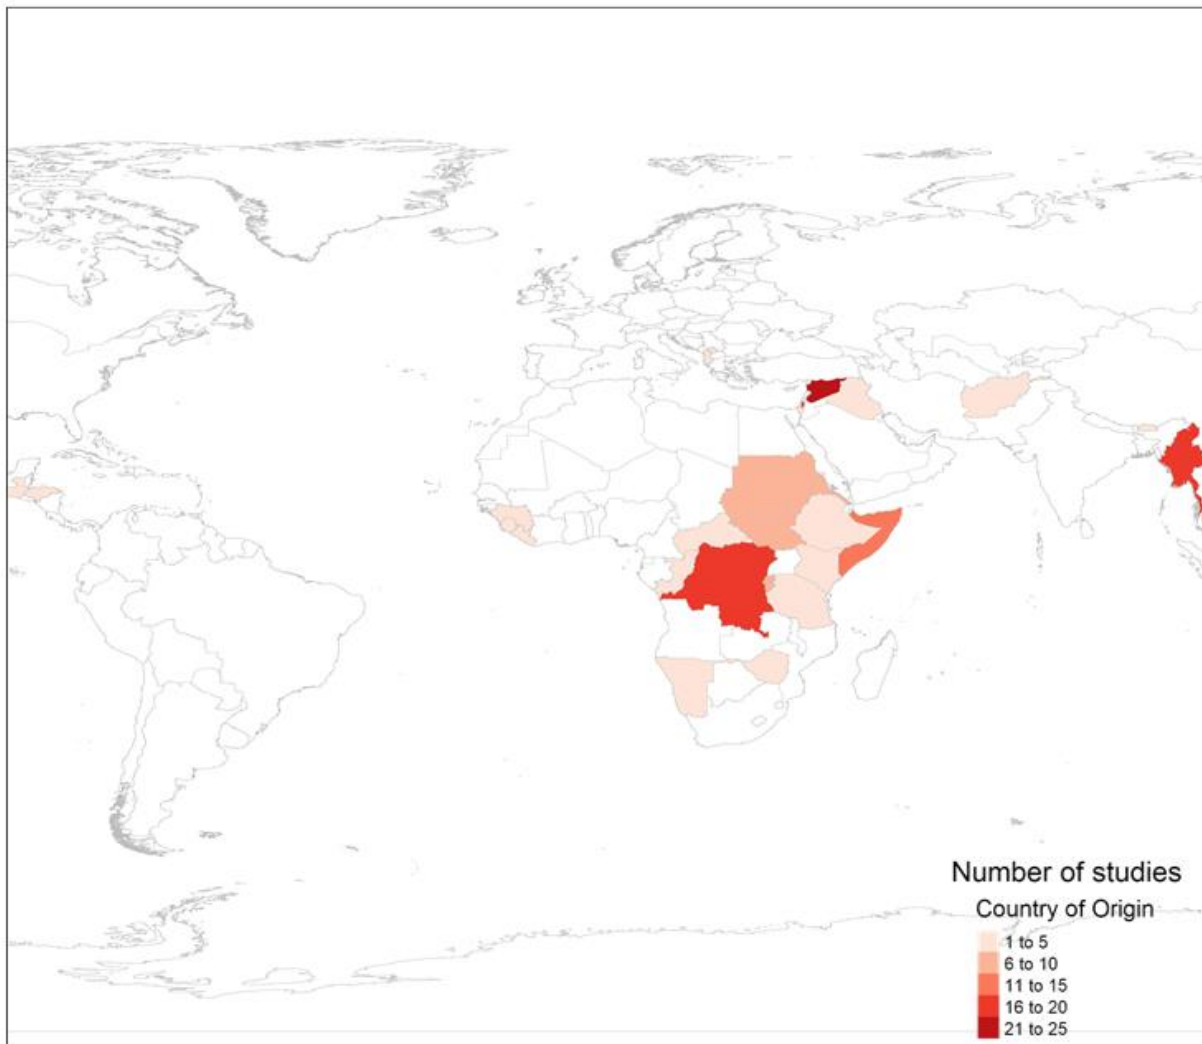 Number of studies
Country of Origin
1 to 5
6 to 10
11 to 15
16 to 20
21 to 25